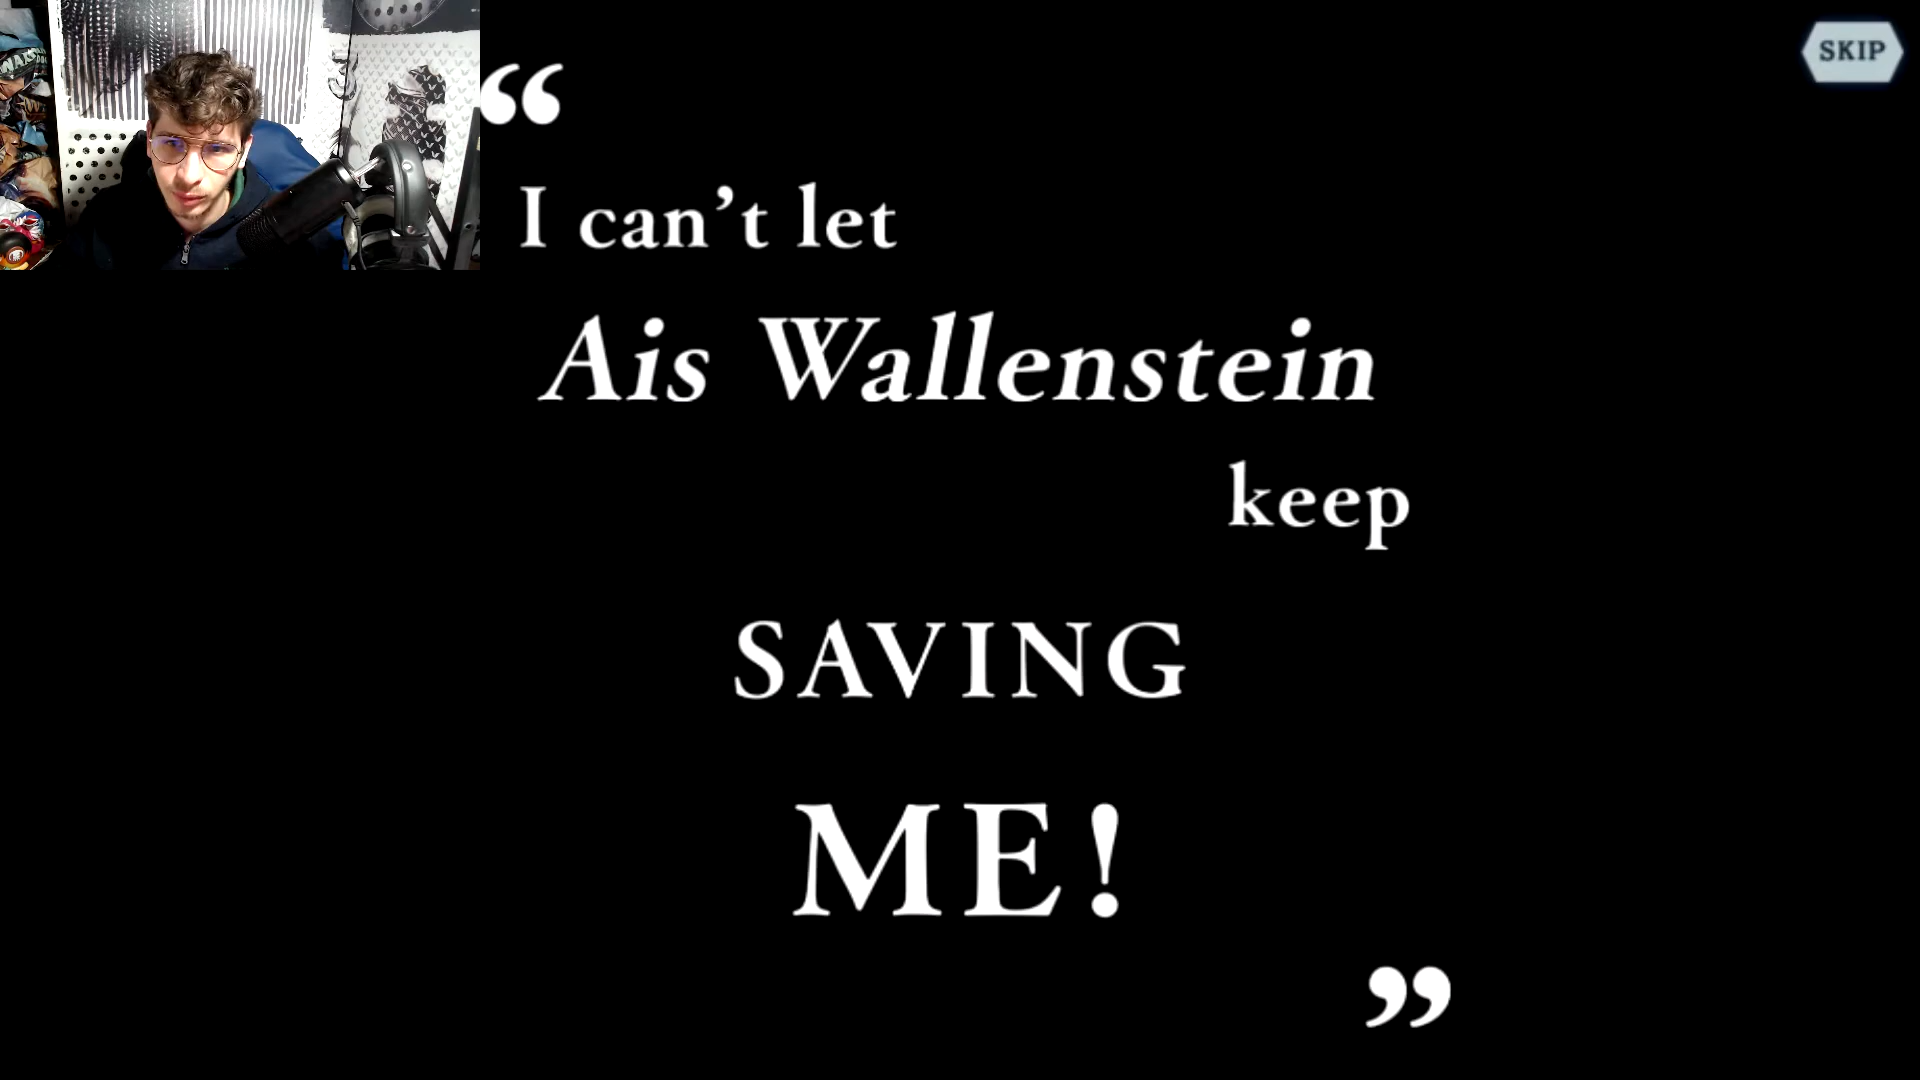 SKIP
“
I can’t let
Ais Wallenstein
keep
SAVING
ME!
”